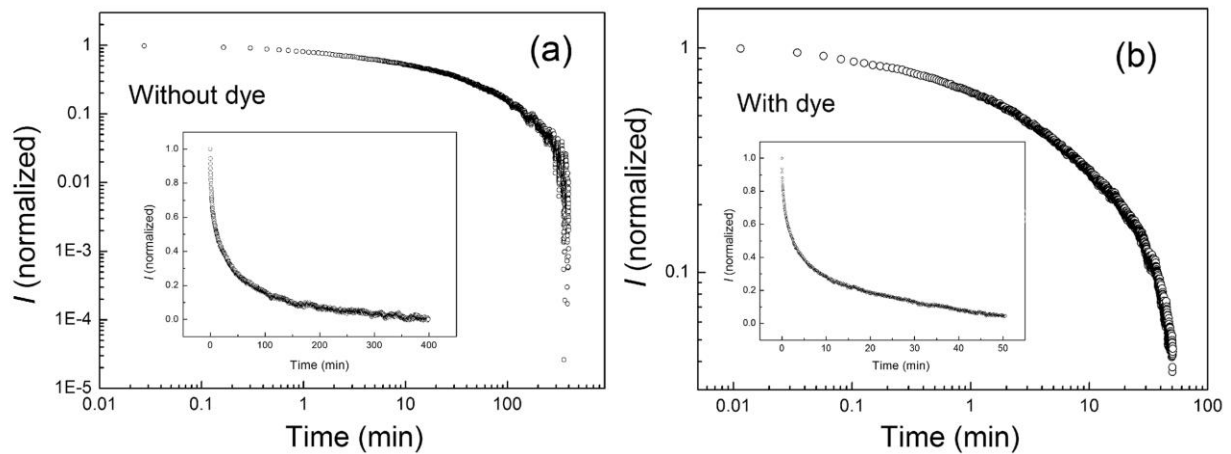 (a)
Without dye
I (normalized)
1
0.1
0.01
1E-3
1E-4
1E-5
0.01
0.1
1
10
100
Time (min)
I (normalized)
1.0
0.8
0.6
0.4
0.2
0.0
0
100
200
300
400
Time (min)
(b)
With dye
I (normalized)
1
0.1
0.01
0.1
1
10
100
Time (min)
I (normalized)
1.0
0.8
0.6
0.4
0.2
0.0
0
10
20
30
40
50
Time (min)